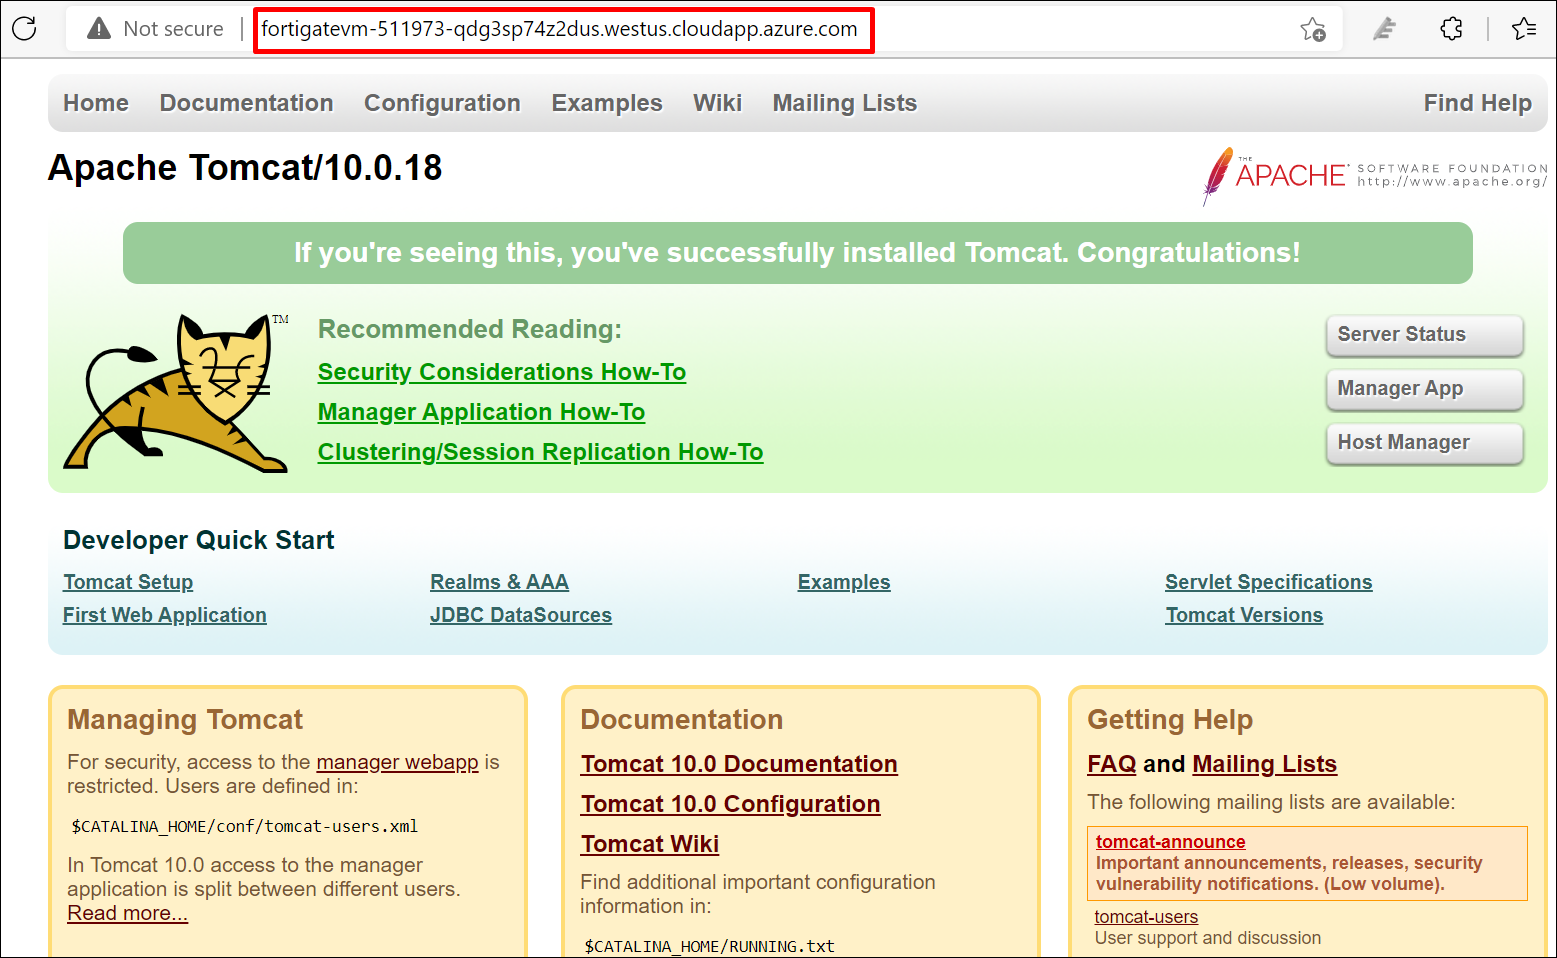 Not secure
fortigatevm-511973-qdg3sp74z2dus.westus.cloudapp.azure.com
Home Documentation Configuration Examples Wiki Mailing Lists Find Help
Apache Tomcat/10.0.18
THE APACHE® SOFTWARE FOUNDATION
http://www.apache.org/
If you're seeing this, you've successfully installed Tomcat. Congratulations!
TM
Recommended Reading:
Security Considerations How-To
Manager Application How-To
Clustering/Session Replication How-To
Server Status
Manager App
Host Manager
Developer Quick Start
Tomcat Setup
First Web Application
Realms & AAA
JDBC DataSources
Examples
Servlet Specifications
Tomcat Versions
Managing Tomcat
For security, access to the manager webapp is
restricted. Users are defined in:
$CATALINA_HOME/conf/tomcat-users.xml
In Tomcat 10.0 access to the manager
application is split between different users.
Read more...
Documentation
Tomcat 10.0 Documentation
Tomcat 10.0 Configuration
Tomcat Wiki
Find additional important configuration
information in:
$CATALINA_HOME/RUNNING.txt
Getting Help
FAQ and Mailing Lists
The following mailing lists are available:
tomcat-announce
Important announcements, releases, security
vulnerability notifications. (Low volume).
tomcat-users
User support and discussion